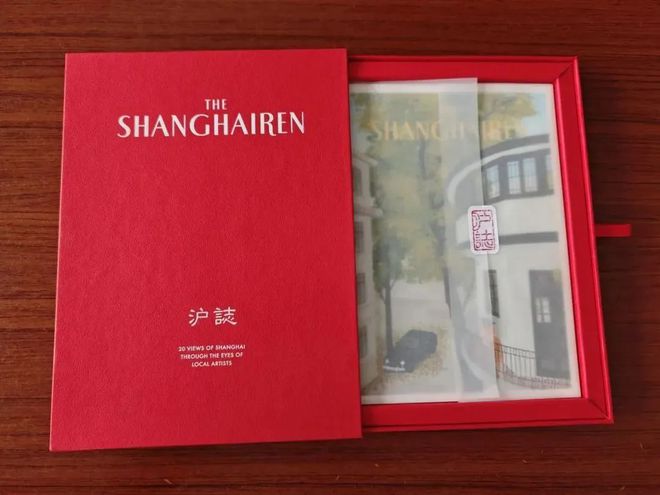 THE
SHANGHAIREN
沪誌
20 VIEWS OF SHANGHAI
THROUGH THE EYES OF
LOCAL ARTISTS
SHANGHAIREN
沪誌